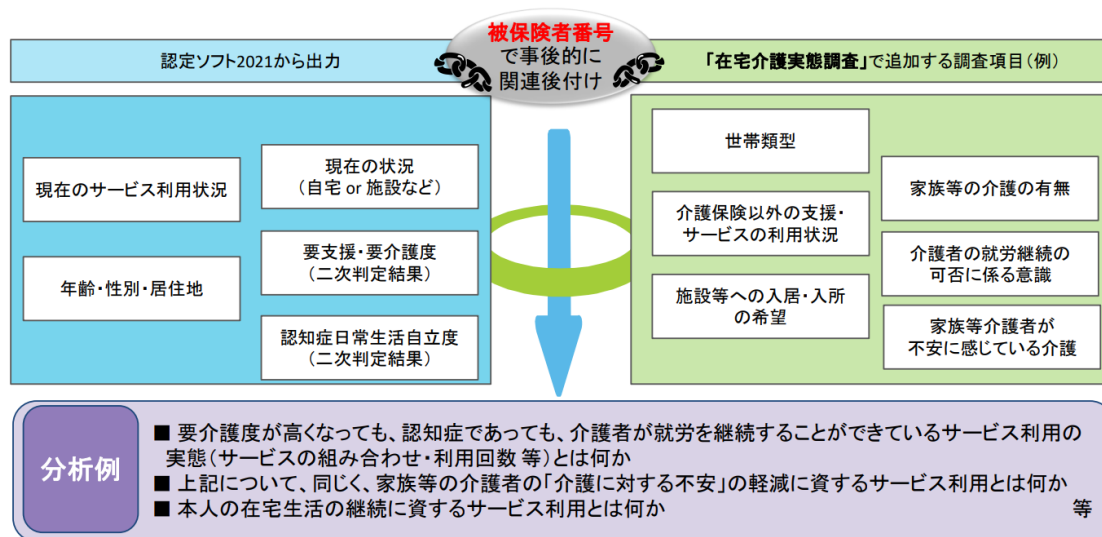 被保険者番号
で事後的に
関連後付け
認定ソフト2021から出力
「在宅介護実態調査」で追加する調査項目(例)
現在のサービス利用状況
年齢・性別・居住地
現在の状況
(自宅 or 施設など)
要支援・要介護度
(二次判定結果)
認知症日常生活自立度
(二次判定結果)
世帯類型
介護保険以外の支援・
サービスの利用状況
施設等への入居・入所
の希望
家族等の介護の有無
介護者の就労継続の
可否に係る意識
家族等介護者が
不安に感じている介護
分析例
■ 要介護度が高くなっても、認知症であっても、介護者が就労を継続することができているサービス利用の
実態(サービスの組み合わせ・利用回数 等)とは何か
■ 上記について、同じく、家族等の介護者の「介護に対する不安」の軽減に資するサービス利用とは何か
■ 本人の在宅生活の継続に資するサービス利用とは何か 等